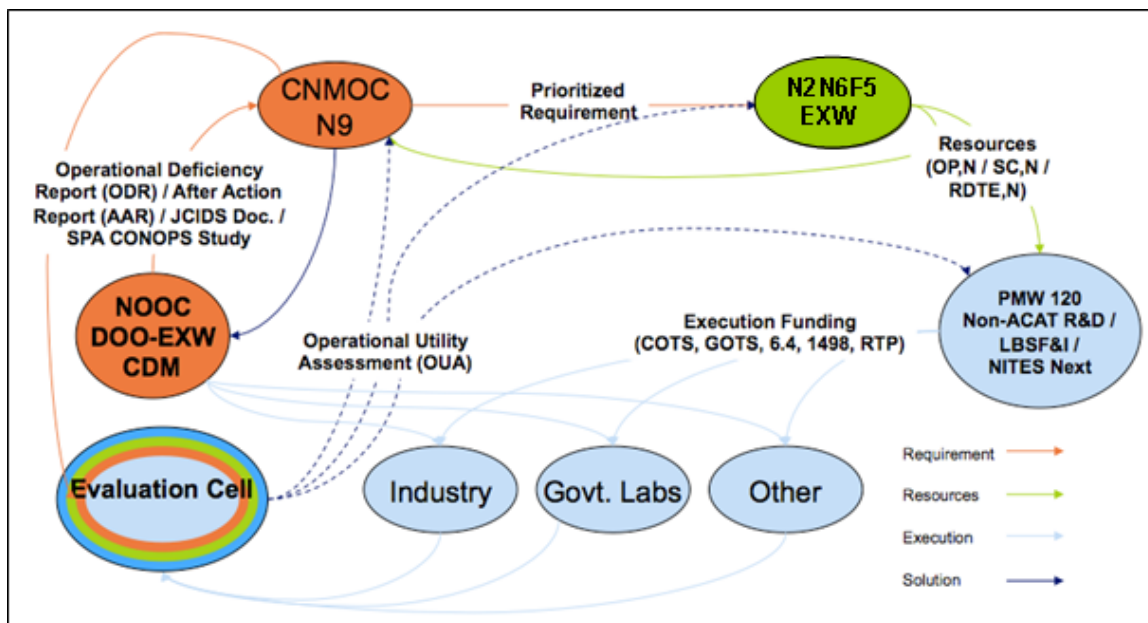 CNMOC
N9
Prioritized
Requirement
N2 N6F5
EXW
Resources
(OP,N / SC,N /
RDTE,N)
Operational Deficiency
Report (ODR) / After Action
Report (AAR) / JCIDS Doc. /
SPA CONOPS Study
NOOC
DOO-EXW
CDM
Operational Utility
Assessment (OUA)
Execution Funding
(COTS, GOTS, 6.4, 1498, RTP)
PMW 120
Non-ACAT R&D /
LBSF&I /
NITES Next
Evaluation Cell
Industry
Govt. Labs
Other
Requirement
Resources
Execution
Solution